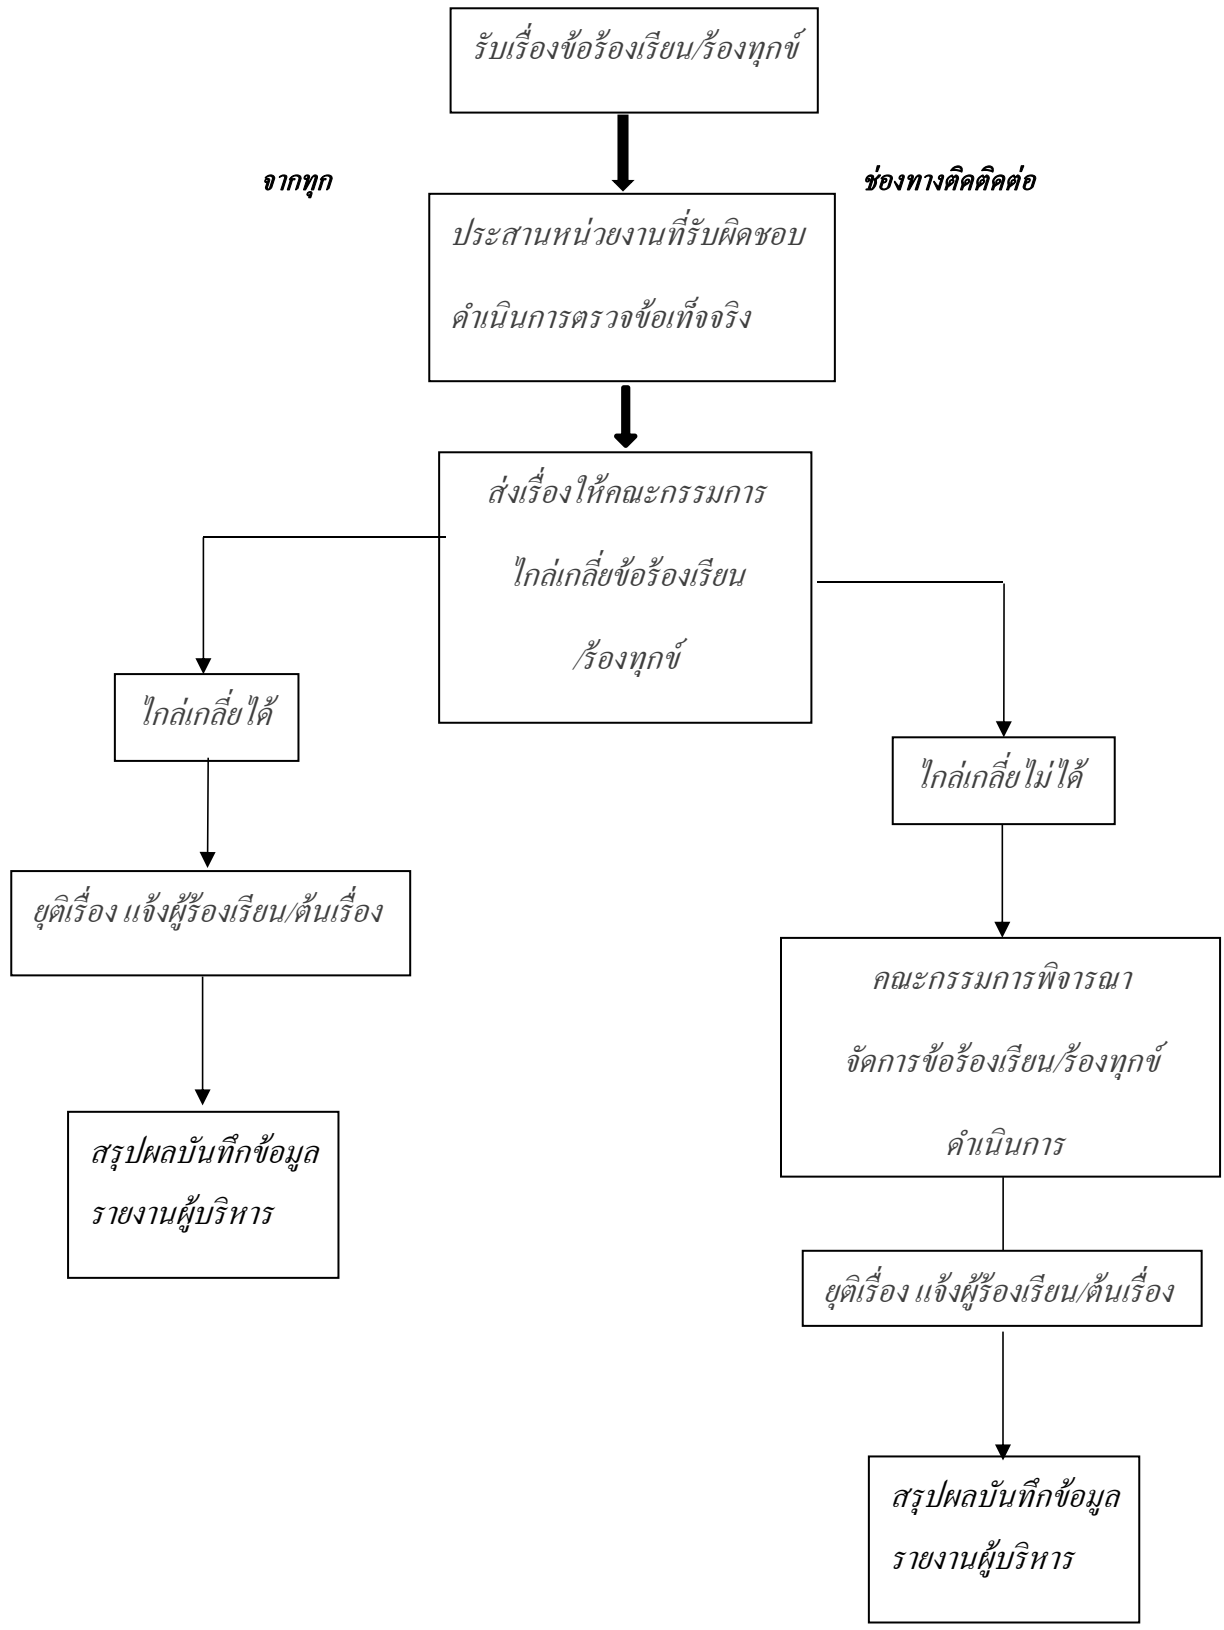 รับเรื่องข้อร้องเรียน/ร้องทุกข์
จากทุก
ช่องทางติดติดต่อ
ประสานหน่วยงานที่รับผิดชอบ
ดำเนินการตรวจข้อเท็จจริง
ส่งเรื่องให้คณะกรรมการ
ไกล่เกลี่ยข้อร้องเรียน
/ร้องทุกข์
ไกล่เกลี่ยได้
ไกล่เกลี่ยไม่ได้
ยุติเรื่อง แจ้งผู้ร้องเรียน/ต้นเรื่อง
คณะกรรมการพิจารณา
จัดการข้อร้องเรียน/ร้องทุกข์
ดำเนินการ
สรุปผลบันทึกข้อมูล
รายงานผู้บริหาร
ยุติเรื่อง แจ้งผู้ร้องเรียน/ต้นเรื่อง
สรุปผลบันทึกข้อมูล
รายงานผู้บริหาร